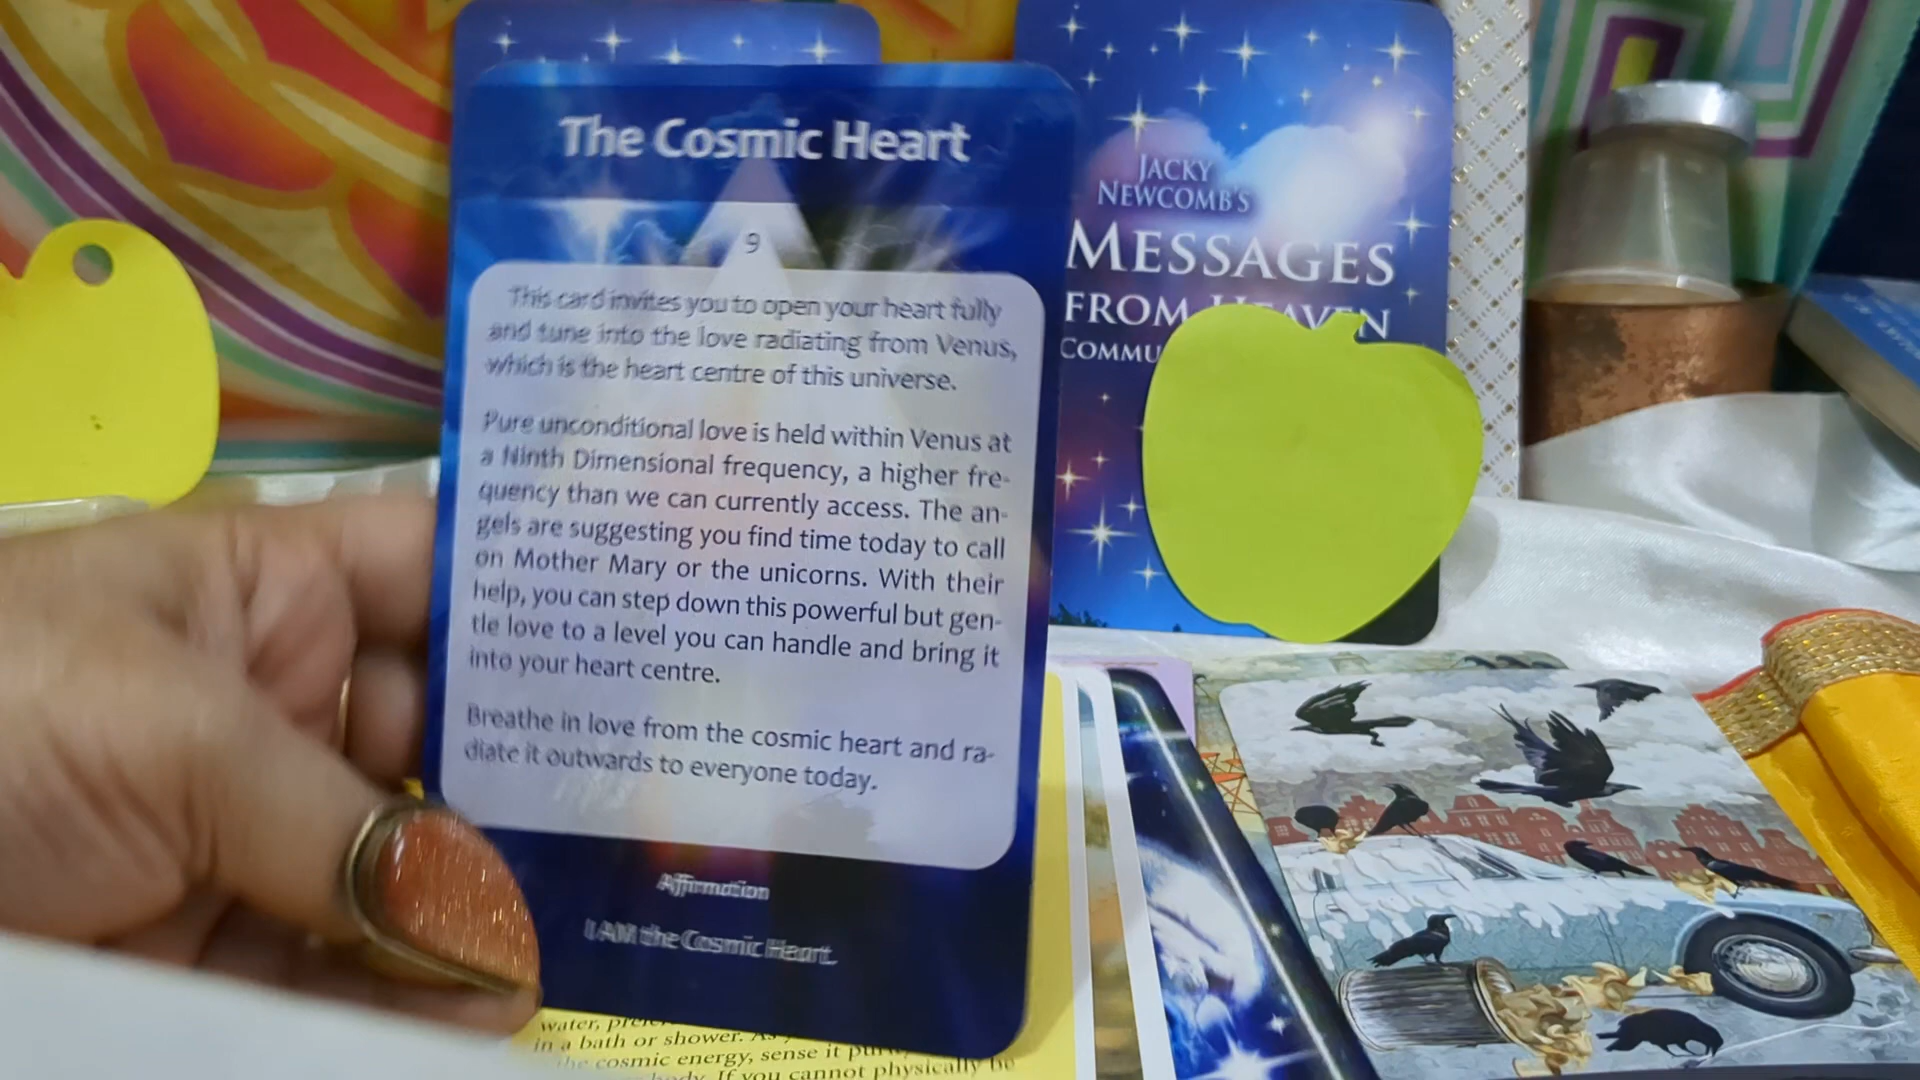 The Cosmic Heart
9
This card invites you to open your heart fully
and tune into the love radiating from Venus,
which is the heart centre of this universe.
Pure unconditional love is held within Venus at
a Ninth Dimensional frequency, a higher fre-
quency than we can currently access. The an-
gels are suggesting you find time today to call
on Mother Mary or the unicorns. With their
help, you can step down this powerful but gen-
tle love to a level you can handle and bring it
into your heart centre.
Breathe in love from the cosmic heart and ra-
diate it outwards to everyone today.
Affirmation
I AM the Cosmic Heart.
JACKY
NEWCOMB'S
MESSAGES
FROM HEAVEN
COMMU
water,
in a bath or shower.
the cosmic energy, sense it
body. If you cannot physically be